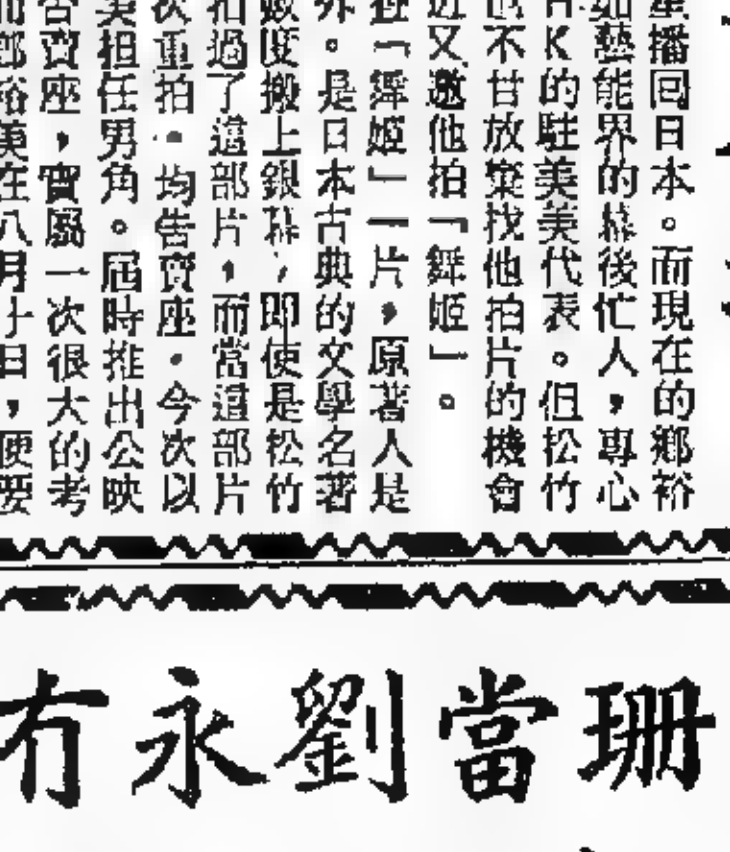 播囘日本。而現在的鄉裕
如藝能界的幕後忙人，專心
K的駐美美代表。但松竹
也不甘放棄找他拍片的機會
近又邀他拍「舞姬」。
「舞姬」一片，原著人是
外。是日本古典的文學名著
數度搬上銀幕，即使是松竹
拍過了這部片，而當這部片
次重拍。均告賣座。今次以
美担任男角。屆時推出公映
否賣座，實屬一次很大的考
而鄉裕美在八月十日，便要
珊當劉永冇